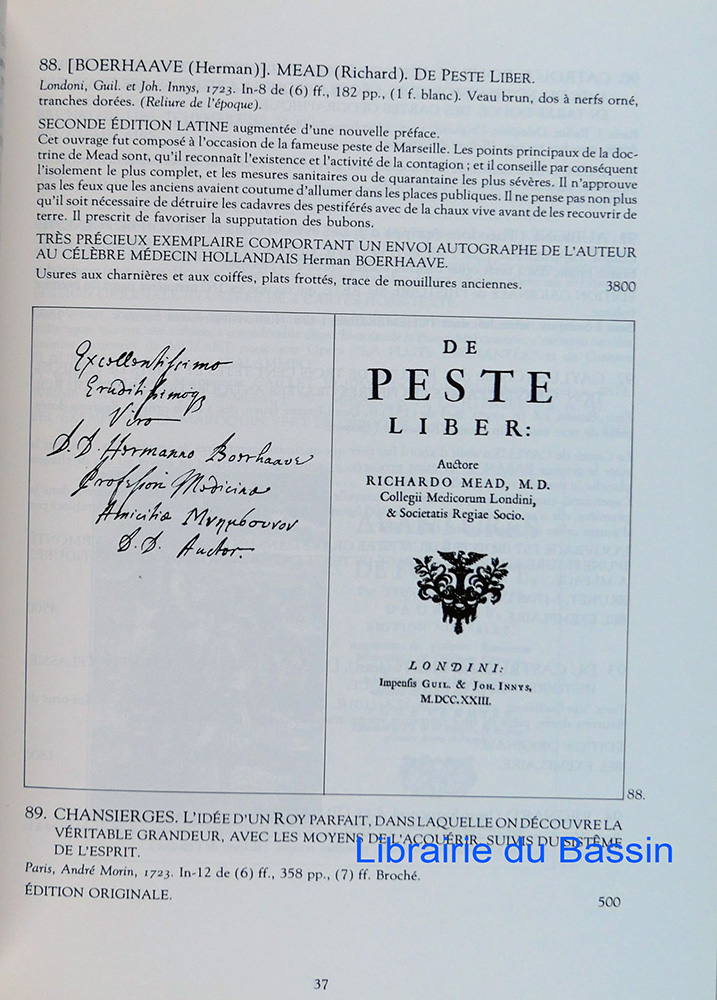 88. [BOERHAAVE (Herman)]. MEAD (Richard). DE PESTE LIBER.
Londoni, Guil. et Joh. Innys, 1723. In-8 de (6) ff., 182 pp., (1 f. blanc). Veau brun, dos à nerfs orné,
tranches dorées. (Reliure de l'époque).
SECONDE ÉDITION LATINE augmentée d'une nouvelle préface.
Cet ouvrage fut composé à l'occasion de la fameuse peste de Marseille. Les points principaux de la doc-
trine de Mead sont, qu'il reconnaît l'existence et l'activité de la contagion ; et il conseille par conséquent
l'isolement le plus complet, et les mesures sanitaires ou de quarantaine les plus sévères. Il n'approuve
pas les feux que les anciens avaient coutume d'allumer dans les places publiques. Il ne pense pas non plus
qu'il soit nécessaire de détruire les cadavres des pestiférés avec de la chaux vive avant de les recouvrir de
terre. Il prescrit de favoriser la supputation des bubons.
TRÈS PRÉCIEUX EXEMPLAIRE COMPORTANT UN ENVOI AUTOGRAPHE DE L'AUTEUR
AU CÉLÈBRE MÉDECIN HOLLANDAIS Herman BOERHAAVE.
Usures aux charnières et aux coiffes, plats frottés, trace de mouillures anciennes. 3800
Excellentissimo
Eruditissimoq
Viro
D. D. Hermanno Boerhaave
Professori Medicinæ
Amicitiæ Μνημόσυνον
D. D. Auctor.
DE
PESTE
LIBER:
Auctore
RICHARDO MEAD, M. D.
Collegii Medicorum Londini,
& Societatis Regiae Socio.
LONDINI:
Impensis GUIL. & JOH. INNYS,
M.DCC.XXIII.
88.
89. CHANSIERGES. L'IDÉE D'UN ROY PARFAIT, DANS LAQUELLE ON DÉCOUVRE LA
VÉRITABLE GRANDEUR, AVEC LES MOYENS DE L'ACQUÉRIR, SUIVIS DU SISTÊME
DE L'ESPRIT.
Librairie du Bassin
Paris, André Morin, 1723. In-12 de (6) ff., 358 pp., (7) ff. Broché.
ÉDITION ORIGINALE. 500
37